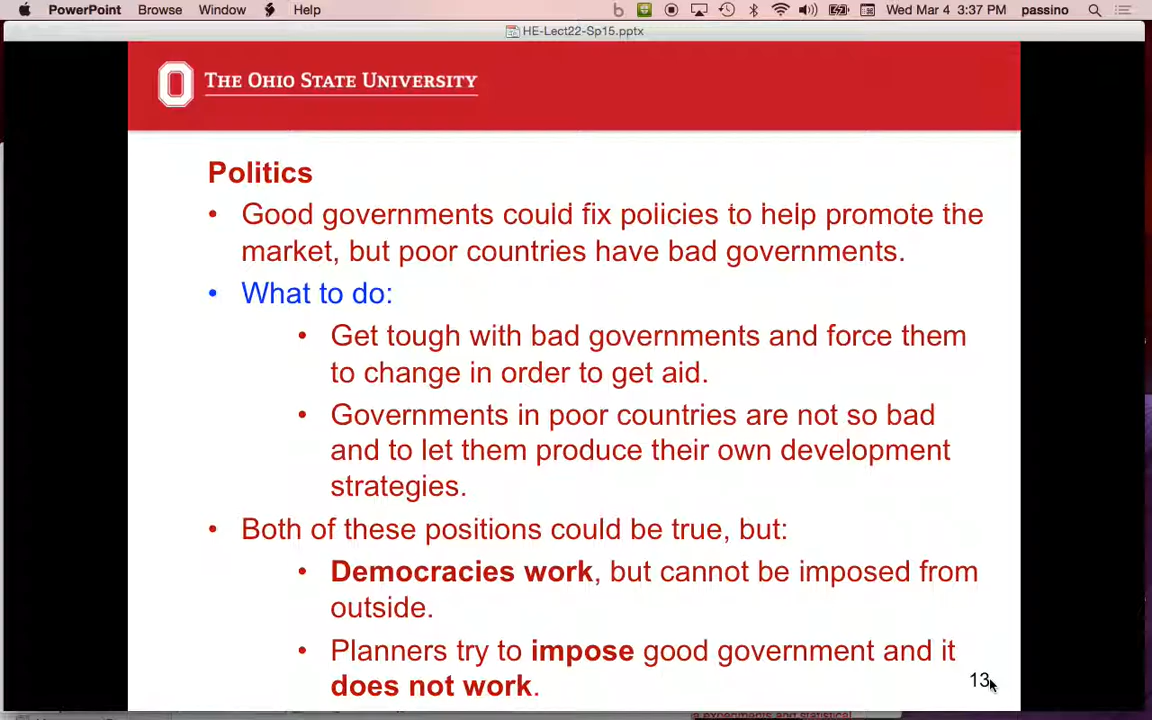 PowerPoint Browse Window Help Wed Mar 4 3:37 PM passino
HE-Lect22-Sp15.pptx
THE OHIO STATE UNIVERSITY
Politics
• Good governments could fix policies to help promote the
market, but poor countries have bad governments.
• What to do:
• Get tough with bad governments and force them
to change in order to get aid.
• Governments in poor countries are not so bad
and to let them produce their own development
strategies.
• Both of these positions could be true, but:
• Democracies work, but cannot be imposed from
outside.
• Planners try to impose good government and it
does not work.
13